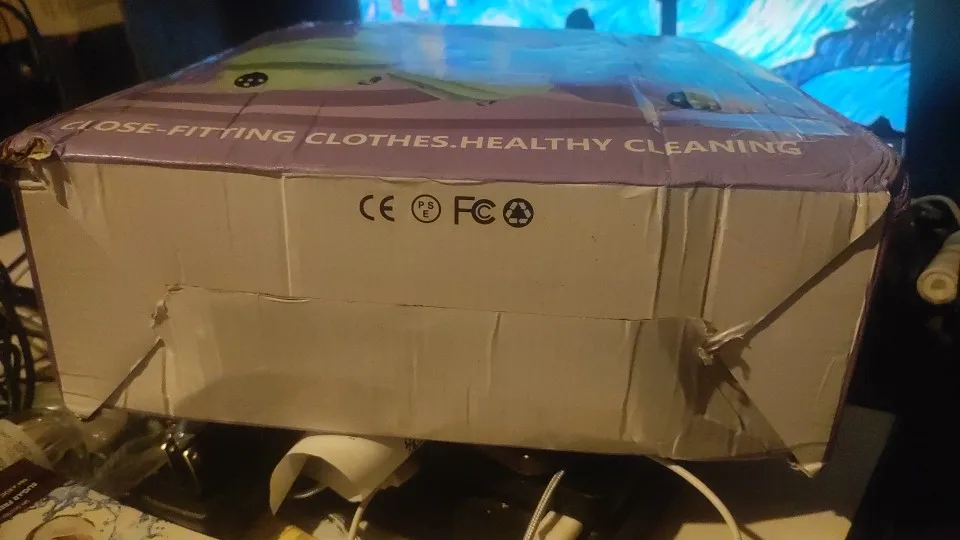 CLOSE-FITTING CLOTHES.HEALTHY CLEANING
CE PSE FC